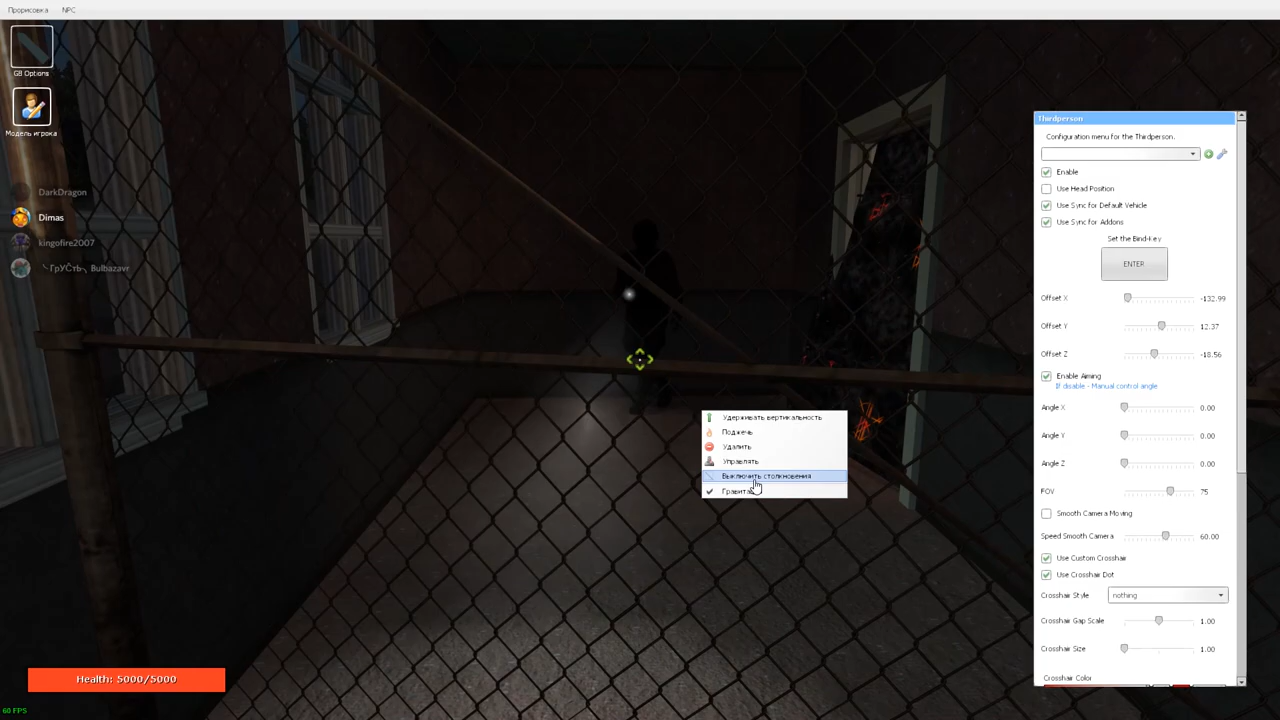 Прорисовка NPC
GB Options
Модель игрока
DarkDragon
Dimas
kingofire2007
Bulbazavr
Удерживать вертикальность
Поджечь
Удалить
Управлять
Выключить столкновения
Health: 5000/5000
60 FPS
Thirdperson
Configuration menu for the Thirdperson.
Enable
Use Head Position
Use Sync for Default Vehicle
Use Sync for Addons
Set the Bind-Key
ENTER
Offset X -132.99
Offset Y 12.37
Offset Z -18.56
Enable Aiming
If disable - Manual control angle
Angle X 0.00
Angle Y 0.00
Angle Z 0.00
FOV 75
Smooth Camera Moving
Speed Smooth Camera 60.00
Use Custom Crosshair
Use Crosshair Dot
Crosshair Style nothing
Crosshair Gap Scale 1.00
Crosshair Size 1.00
Crosshair Color